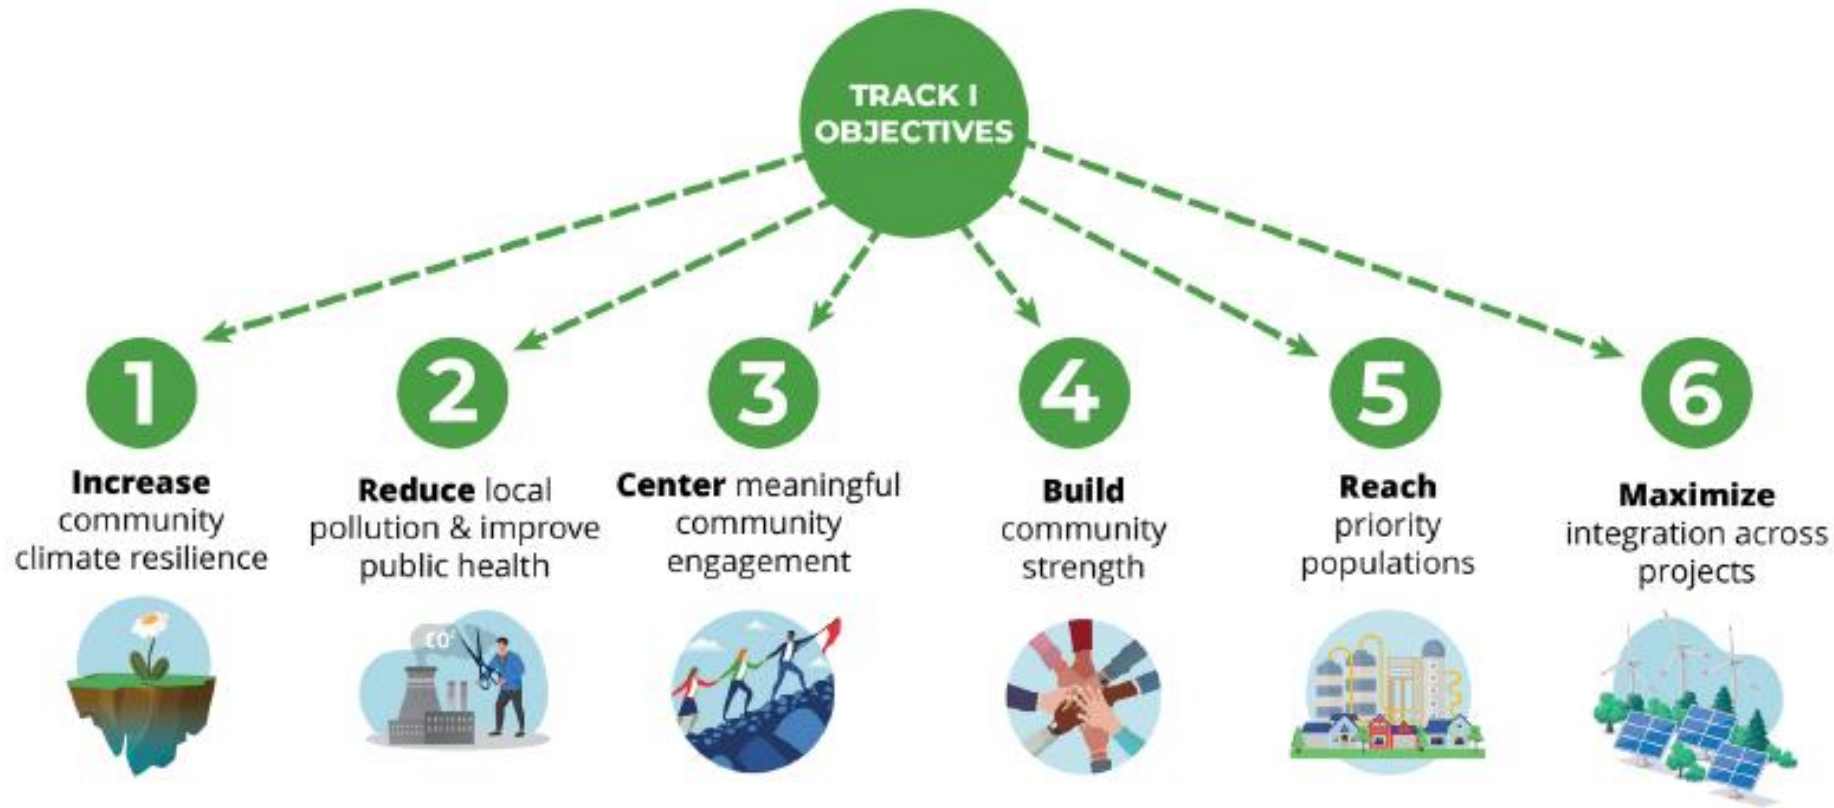 TRACK I
OBJECTIVES
1
Increase
community
climate resilience
2
Reduce local
pollution & improve
public health
3
Center meaningful
community
engagement
4
Build
community
strength
5
Reach
priority
populations
6
Maximize
integration across
projects
CO²